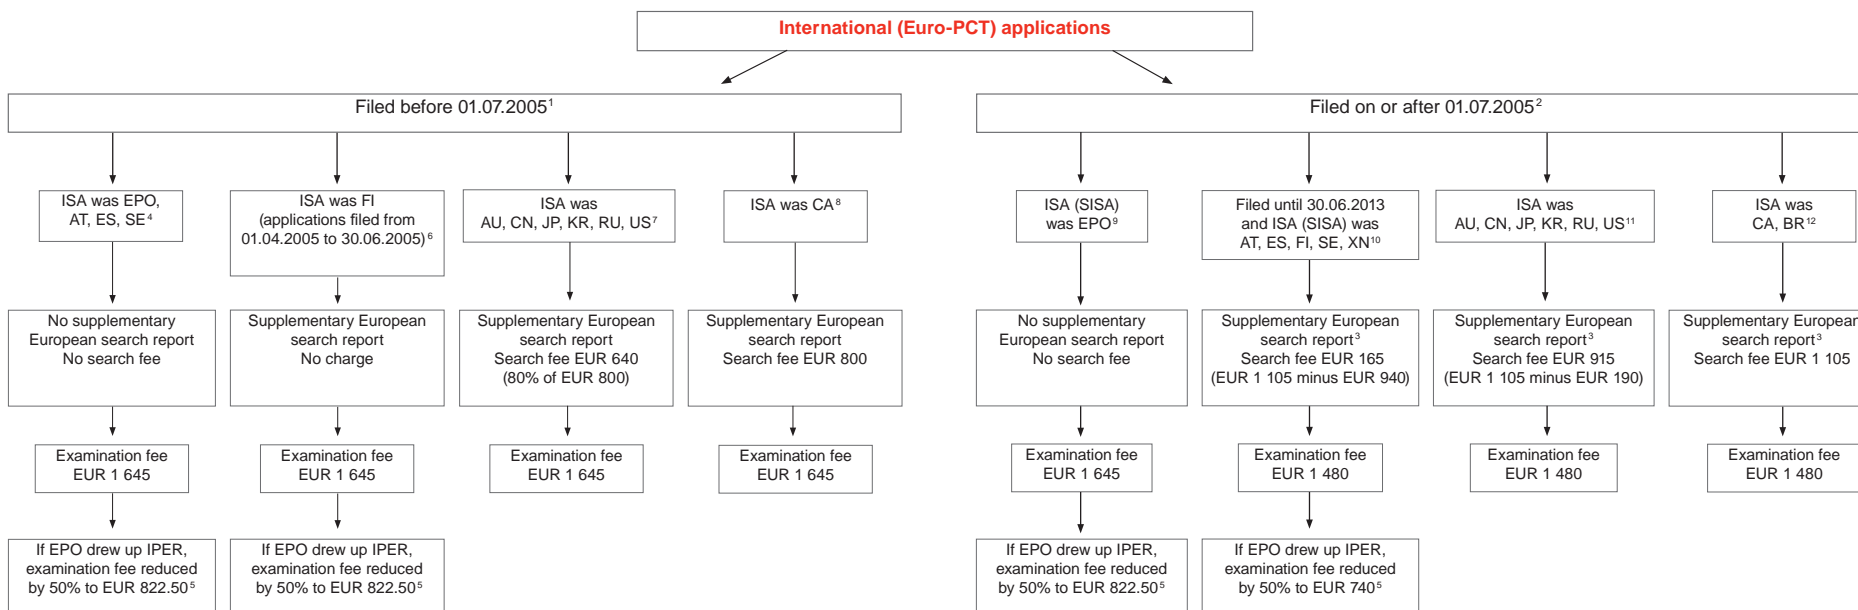 International (Euro-PCT) applications
Filed before 01.07.2005¹
ISA was EPO,
AT, ES, SE⁴
No supplementary
European search report
No search fee
Examination fee
EUR 1 645
If EPO drew up IPER,
examination fee reduced
by 50% to EUR 822.50⁵
ISA was FI
(applications filed from
01.04.2005 to 30.06.2005)⁶
Supplementary European
search report
No charge
Examination fee
EUR 1 645
If EPO drew up IPER,
examination fee reduced
by 50% to EUR 822.50⁵
ISA was
AU, CN, JP, KR, RU, US⁷
Supplementary European
search report
Search fee EUR 640
(80% of EUR 800)
Examination fee
EUR 1 645
ISA was CA⁸
Supplementary European
search report
Search fee EUR 800
Examination fee
EUR 1 645
Filed on or after 01.07.2005²
ISA (SISA)
was EPO⁹
No supplementary
European search report
No search fee
Examination fee
EUR 1 645
If EPO drew up IPER,
examination fee reduced
by 50% to EUR 822.50⁵
Filed until 30.06.2013
and ISA (SISA) was
AT, ES, FI, SE, XN¹⁰
Supplementary European
search report³
Search fee EUR 165
(EUR 1 105 minus EUR 940)
Examination fee
EUR 1 480
If EPO drew up IPER,
examination fee reduced
by 50% to EUR 740⁵
ISA was
AU, CN, JP, KR, RU, US¹¹
Supplementary European
search report³
Search fee EUR 915
(EUR 1 105 minus EUR 190)
Examination fee
EUR 1 480
ISA was
CA, BR¹²
Supplementary European
search report³
Search fee EUR 1 105
Examination fee
EUR 1 480